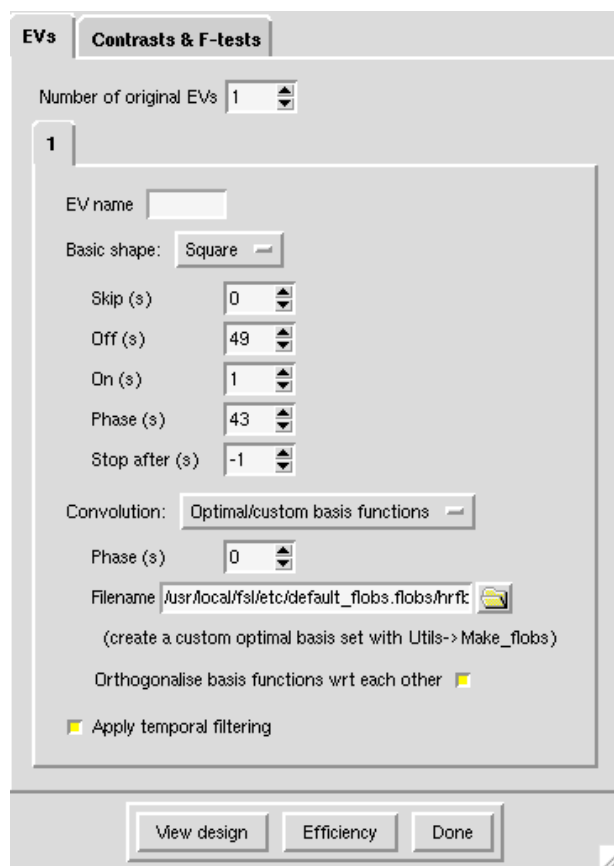 EVs Contrasts & F-tests
Number of original EVs 1
1
EV name
Basic shape: Square
Skip (s) 0
Off (s) 49
On (s) 1
Phase (s) 43
Stop after (s) -1
Convolution: Optimal/custom basis functions
Phase (s) 0
Filename /usr/local/fsl/etc/default_flobs.flobs/hrfb
(create a custom optimal basis set with Utils->Make_flobs)
Orthogonalise basis functions wrt each other
Apply temporal filtering
View design Efficiency Done